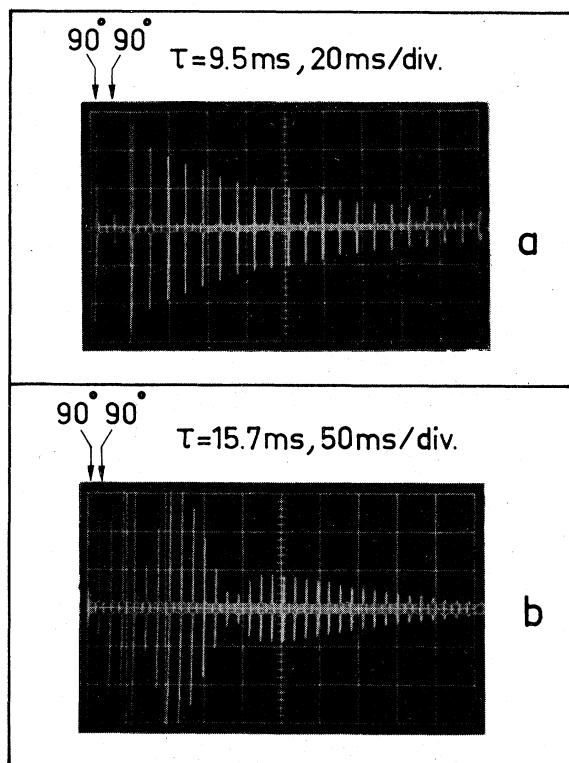 90° 90°
τ=9.5ms, 20ms/div.
a
90° 90°
τ=15.7ms, 50ms/div.
b